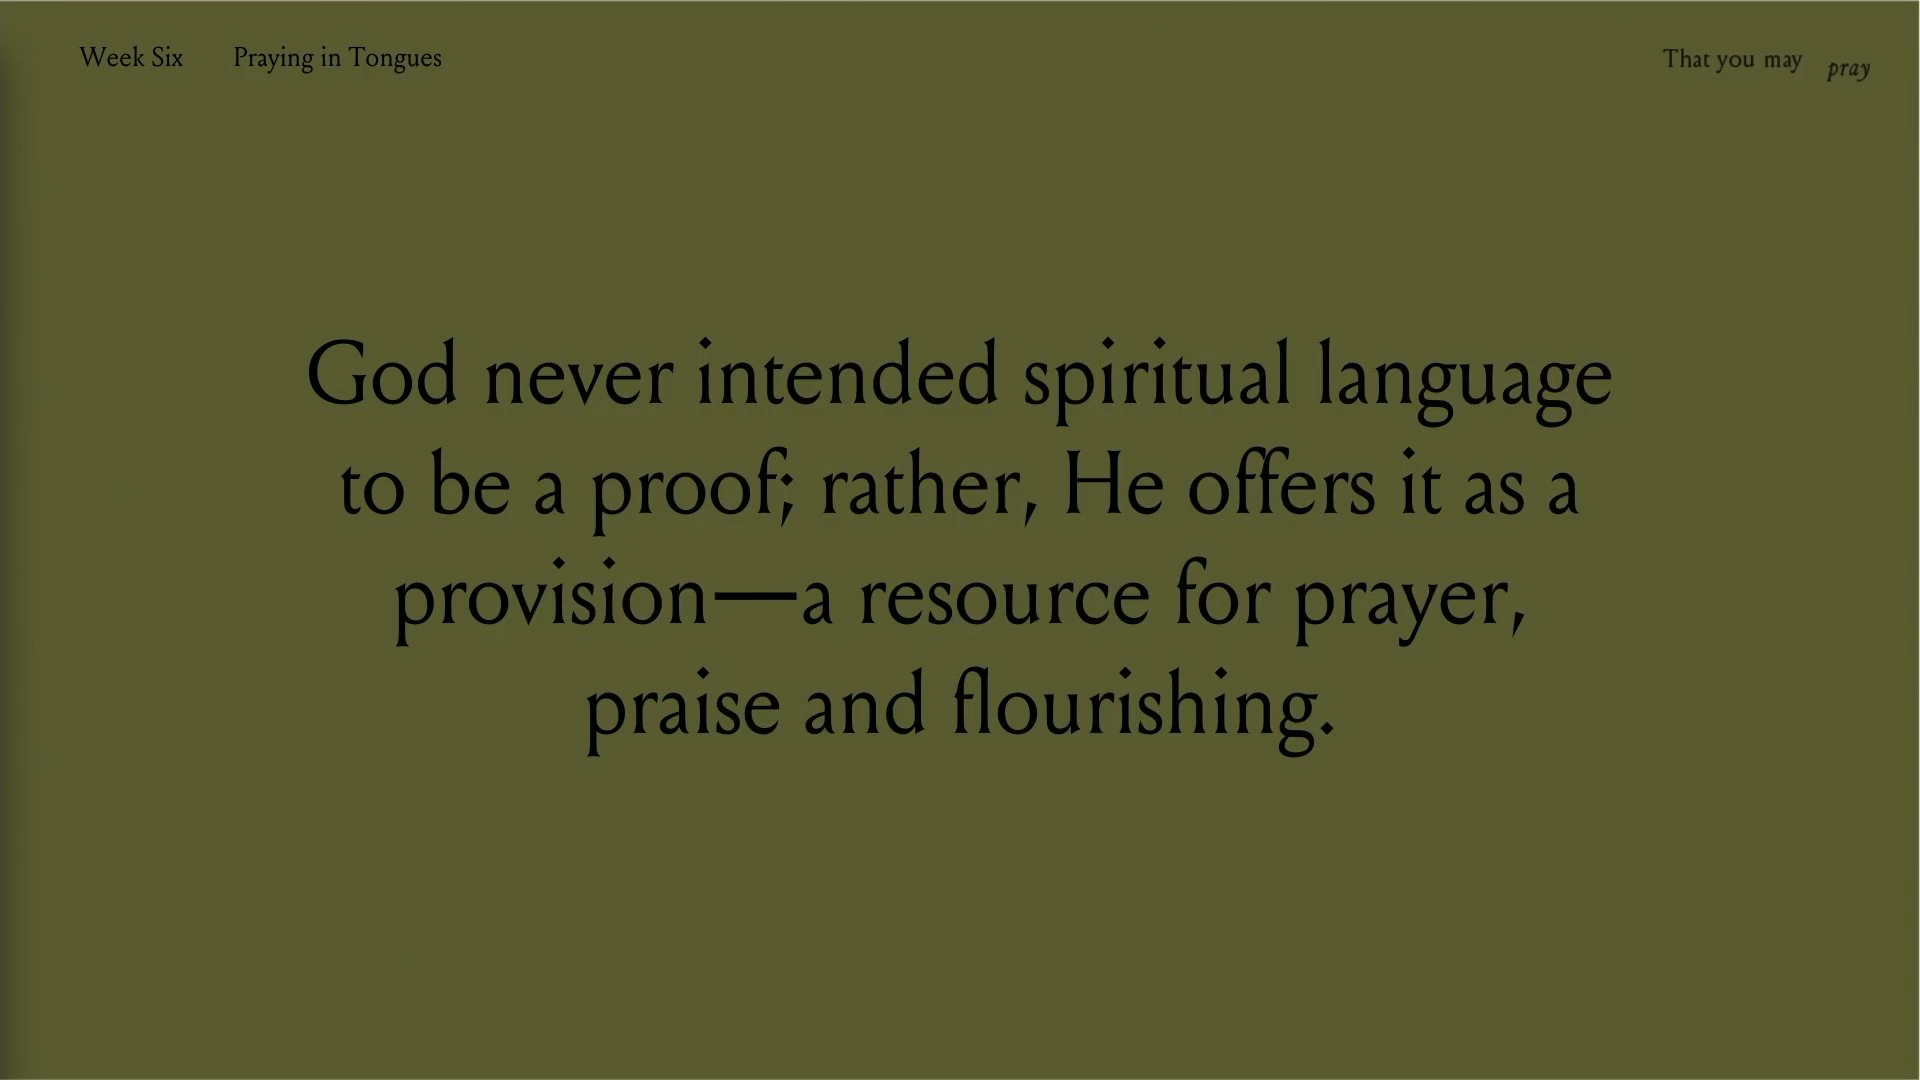 Week Six Praying in Tongues
That you may pray
God never intended spiritual language
to be a proof; rather, He offers it as a
provision—a resource for prayer,
praise and flourishing.